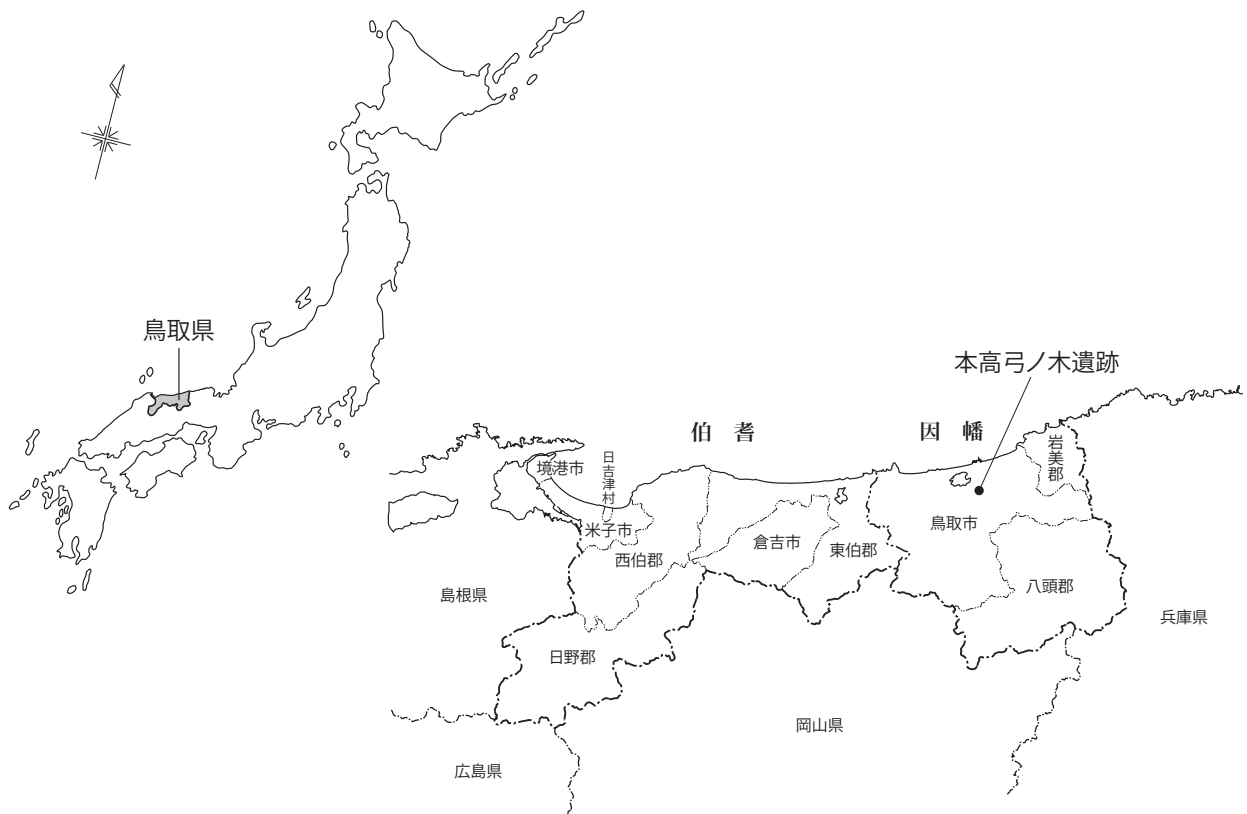 鳥取県
本高弓ノ木遺跡
伯耆
因幡
岩美郡
境港市
日吉津村
米子市
西伯郡
倉吉市
東伯郡
鳥取市
八頭郡
島根県
日野郡
兵庫県
岡山県
広島県